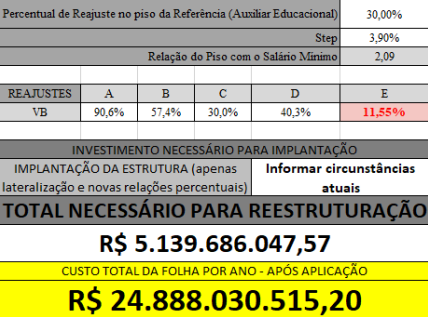 Percentual de Reajuste no piso da Referência (Auxiliar Educacional) 30,00%
Step 3,90%
Relação do Piso com o Salário Mínimo 2,09
REAJUSTES A B C D E
VB 90,6% 57,4% 30,0% 40,3% 11,55%
INVESTIMENTO NECESSÁRIO PARA IMPLANTAÇÃO
IMPLANTAÇÃO DA ESTRUTURA (apenas Informar circunstâncias
lateralização e novas relações percentuais) atuais
TOTAL NECESSÁRIO PARA REESTRUTURAÇÃO
R$ 5.139.686.047,57
CUSTO TOTAL DA FOLHA POR ANO - APÓS APLICAÇÃO
R$ 24.888.030.515,20